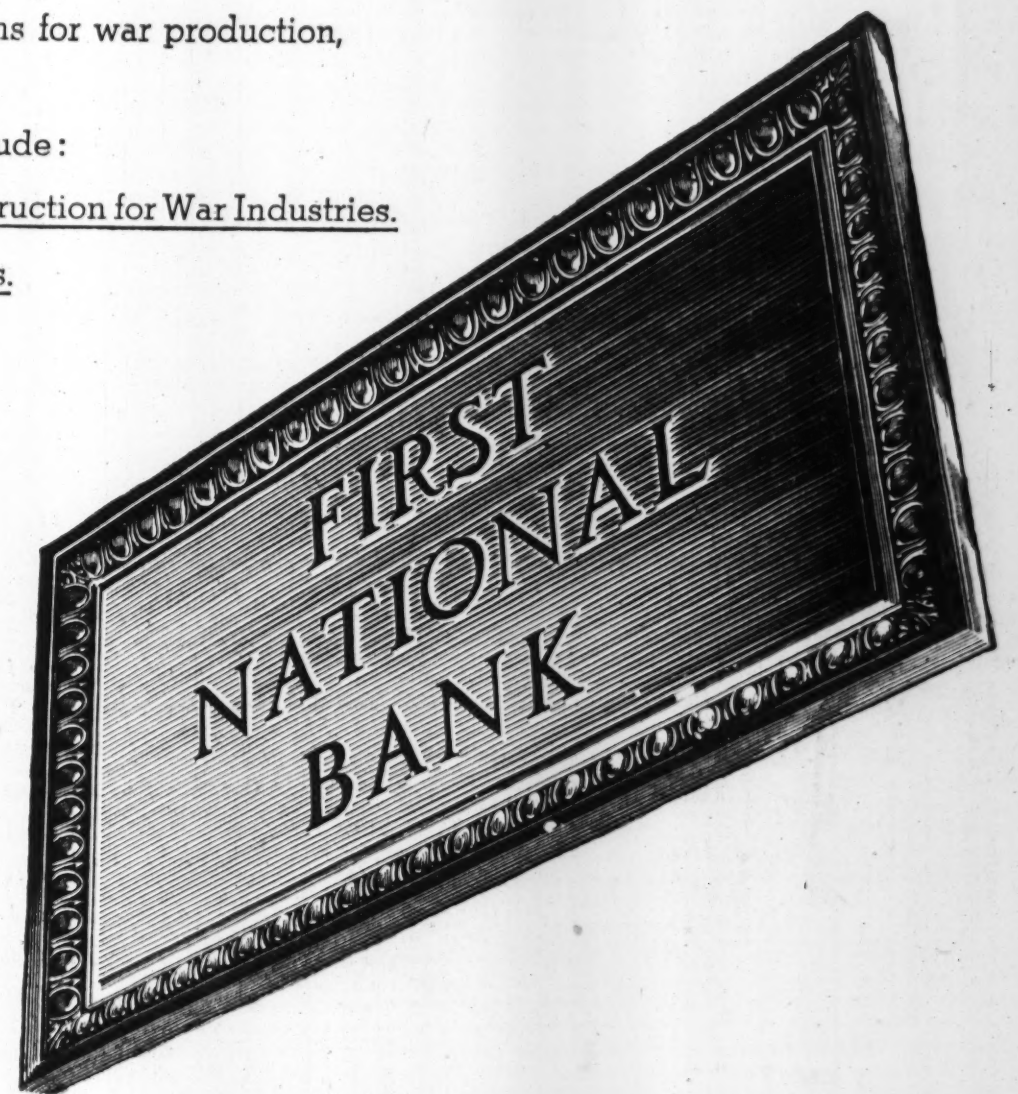 ns for war production,
ude:
ruction for War Industries.
s.
FIRST
NATIONAL
BANK